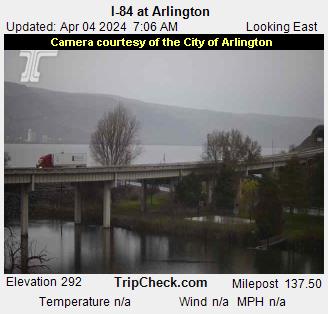 I-84 at Arlington
Updated: Apr 04 2024 7:06 AM Looking East
Camera courtesy of the City of Arlington
Elevation 292 TripCheck.com Milepost 137.50
Temperature n/a Wind n/a MPH n/a